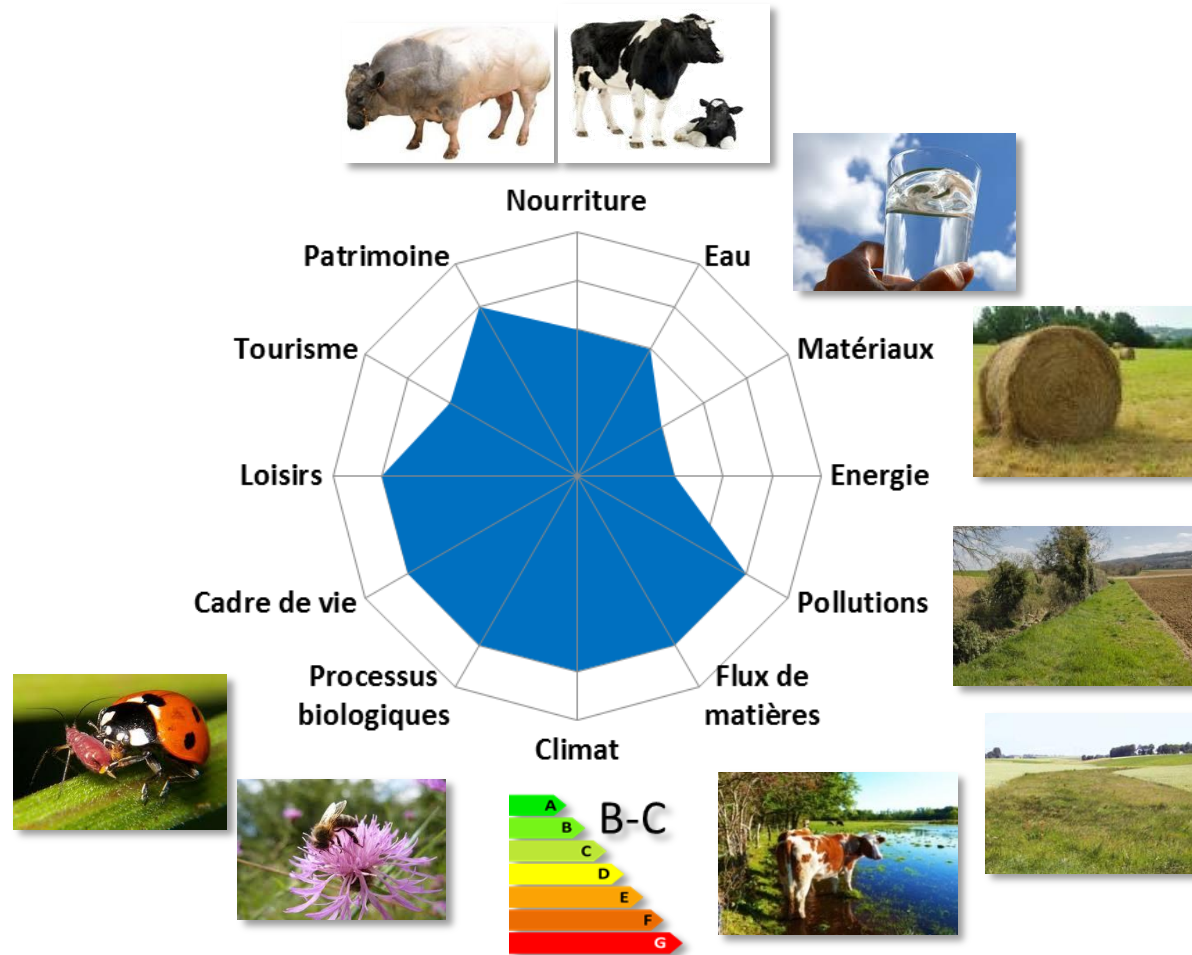 Nourriture
Patrimoine
Eau
Tourisme
Matériaux
Loisirs
Energie
Cadre de vie
Pollutions
Processus
biologiques
Flux de
matières
Climat
A
B
B-C
C
D
E
F
G